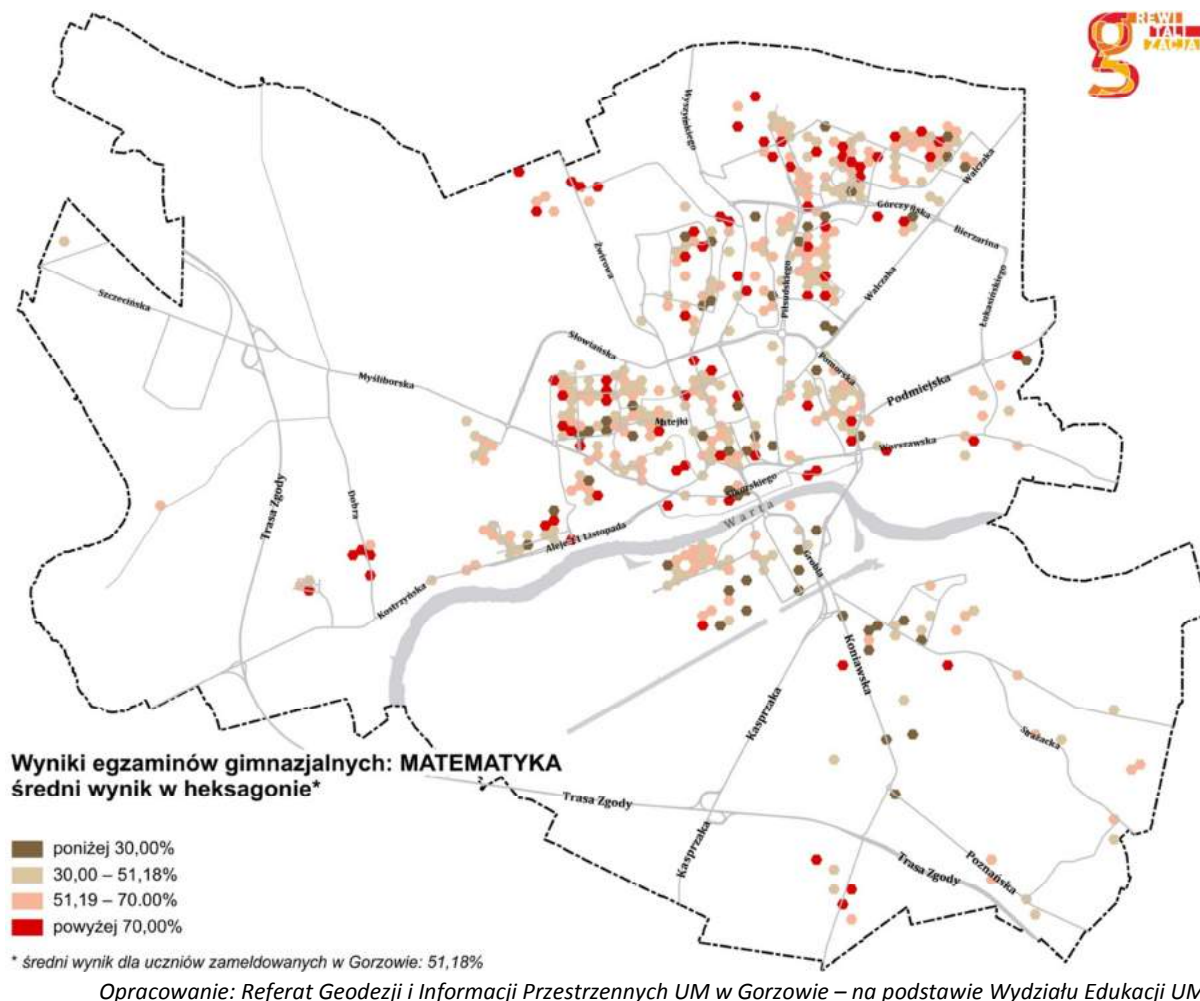 REWI
TALI
ZACJA
Wyszyńskiego
Walczaka
Górczyńska
Bierzarina
Żwirowa
Szczecińska
Piłsudskiego
Walczaka
Łukasińskiego
Słowiańska
Myśliborska
Pomorska
Podmiejska
Matejki
Warszawska
Sikorskiego
Warta
Trasa Zgody
Dobra
Aleje 11 Listopada
Grobla
Kostrzyńska
Koniawska
Kasprzaka
Strażacka
Wyniki egzaminów gimnazjalnych: MATEMATYKA
średni wynik w heksagonie*
Trasa Zgody
Kasprzaka
Trasa Zgody
Poznańska
poniżej 30,00%
30,00 – 51,18%
51,19 – 70.00%
powyżej 70,00%
* średni wynik dla uczniów zameldowanych w Gorzowie: 51,18%
Opracowanie: Referat Geodezji i Informacji Przestrzennych UM w Gorzowie – na podstawie Wydziału Edukacji UM